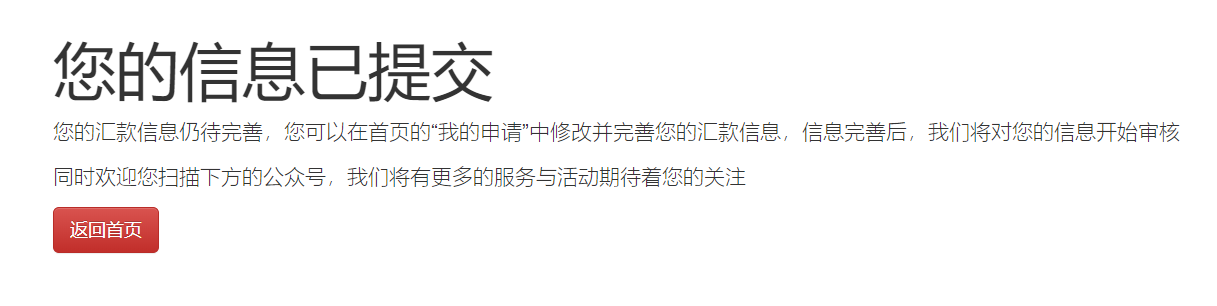 您的信息已提交
您的汇款信息仍待完善，您可以在首页的“我的申请”中修改并完善您的汇款信息，信息完善后，我们将对您的信息开始审核
同时欢迎您扫描下方的公众号，我们将有更多的服务与活动期待着您的关注
返回首页